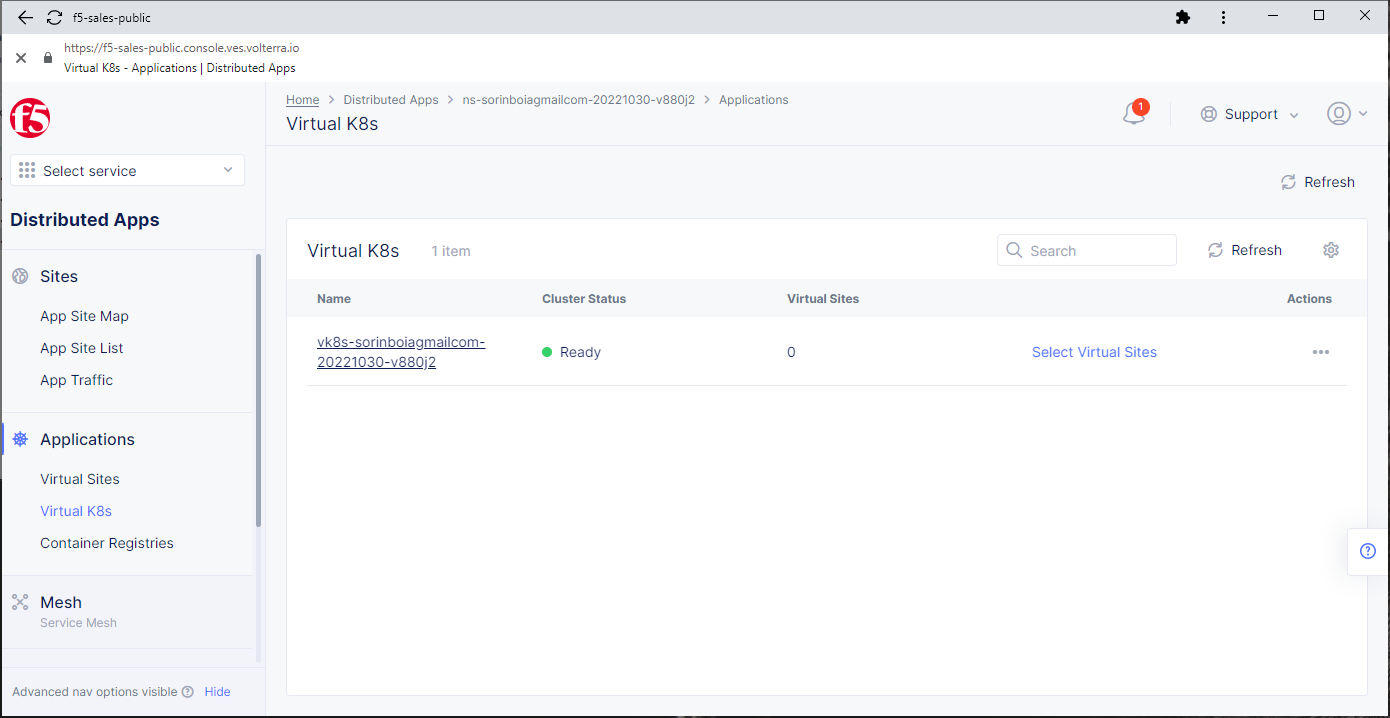 f5-sales-public
https://f5-sales-public.console.ves.volterra.io
Virtual K8s - Applications | Distributed Apps
f5
Select service
Distributed Apps
Sites
App Site Map
App Site List
App Traffic
Applications
Virtual Sites
Virtual K8s
Container Registries
Mesh
Service Mesh
Advanced nav options visible ? Hide
Home > Distributed Apps > ns-sorinboiagmailcom-20221030-v880j2 > Applications
Virtual K8s
1
Support
Refresh
Virtual K8s 1 item Search Refresh
Name Cluster Status Virtual Sites Actions
vk8s-sorinboiagmailcom-
20221030-v880j2
Ready 0 Select Virtual Sites
?